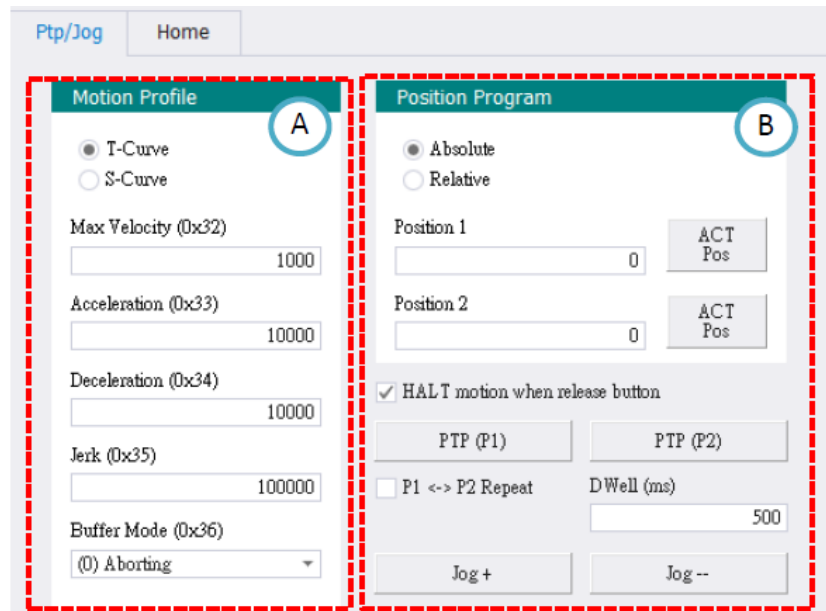 Ptp/Jog
Home
Motion Profile
A
T-Curve
S-Curve
Max Velocity (0x32)
1000
Acceleration (0x33)
10000
Deceleration (0x34)
10000
Jerk (0x35)
100000
Buffer Mode (0x36)
(0) Aborting
Position Program
B
Absolute
Relative
Position 1
0
ACT
Pos
Position 2
0
ACT
Pos
HALT motion when release button
PTP (P1)
PTP (P2)
P1 <-> P2 Repeat
DWell (ms)
500
Jog +
Jog --